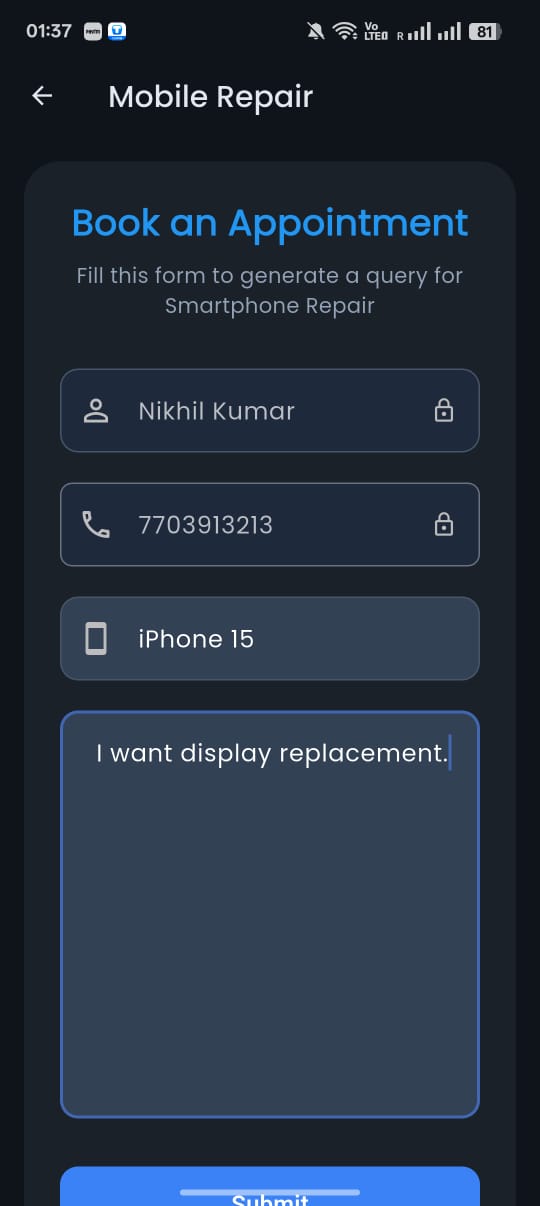 01:37
Vo
LTE
R
81
Mobile Repair
Book an Appointment
Fill this form to generate a query for
Smartphone Repair
Nikhil Kumar
7703913213
iPhone 15
I want display replacement.
Submit